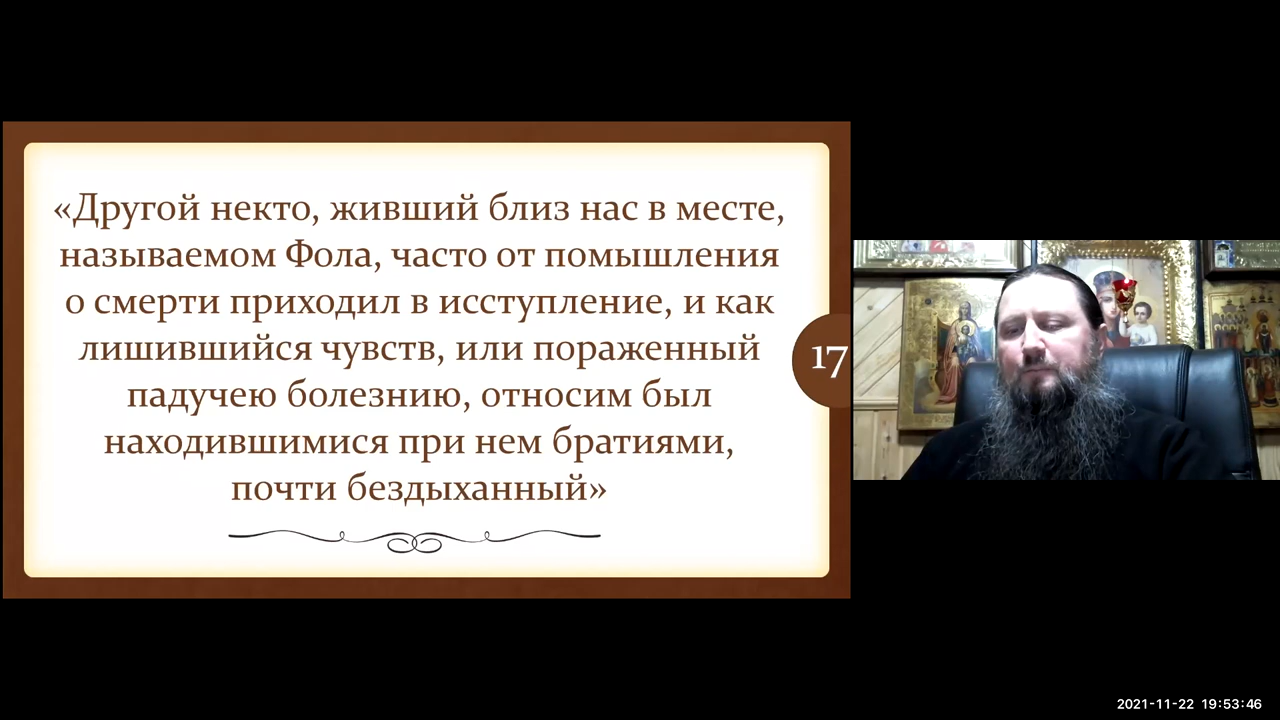 «Другой некто, живший близ нас в месте,
называемом Фола, часто от помышления
о смерти приходил в исступление, и как
лишившийся чувств, или пораженный
падучею болезнию, относим был
находившимися при нем братиями,
почти бездыханный»
17
2021-11-22 19:53:46